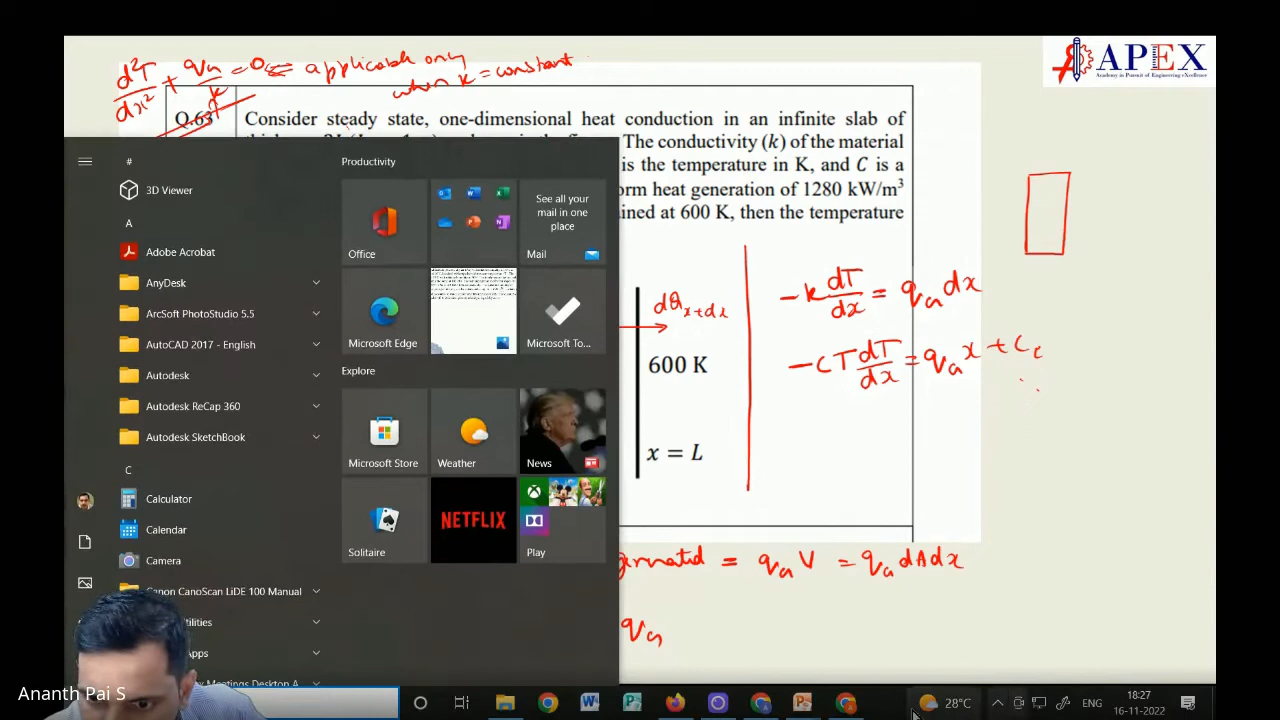 d²T/dx² + qG/k = 0 ⇐ applicable only
when k = constant
APEX
Academy in Pursuit of Engineering eXcellence
Q.63
Consider steady state, one-dimensional heat conduction in an infinite slab of
The conductivity (k) of the material
is the temperature in K, and C is a
heat generation of 1280 kW/m³
at 600 K, then the temperature
#
3D Viewer
A
Adobe Acrobat
AnyDesk
ArcSoft PhotoStudio 5.5
AutoCAD 2017 - English
Autodesk
Autodesk ReCap 360
Autodesk SketchBook
C
Calculator
Calendar
Camera
Canon CanoScan LiDE 100 Manual
Apps
Meetings Desktop A
Productivity
Office
See all your
mail in one
place
Mail
Microsoft Edge
Microsoft To...
Explore
Microsoft Store
Weather
News
Solitaire
NETFLIX
Play
dQx+dx
600 K
x = L
-k dT/dx = qG dx
-CT dT/dx = qG x + C₁
= qG V = qG dA dx
qG
Ananth Pai S
28°C
ENG
18:27
16-11-2022